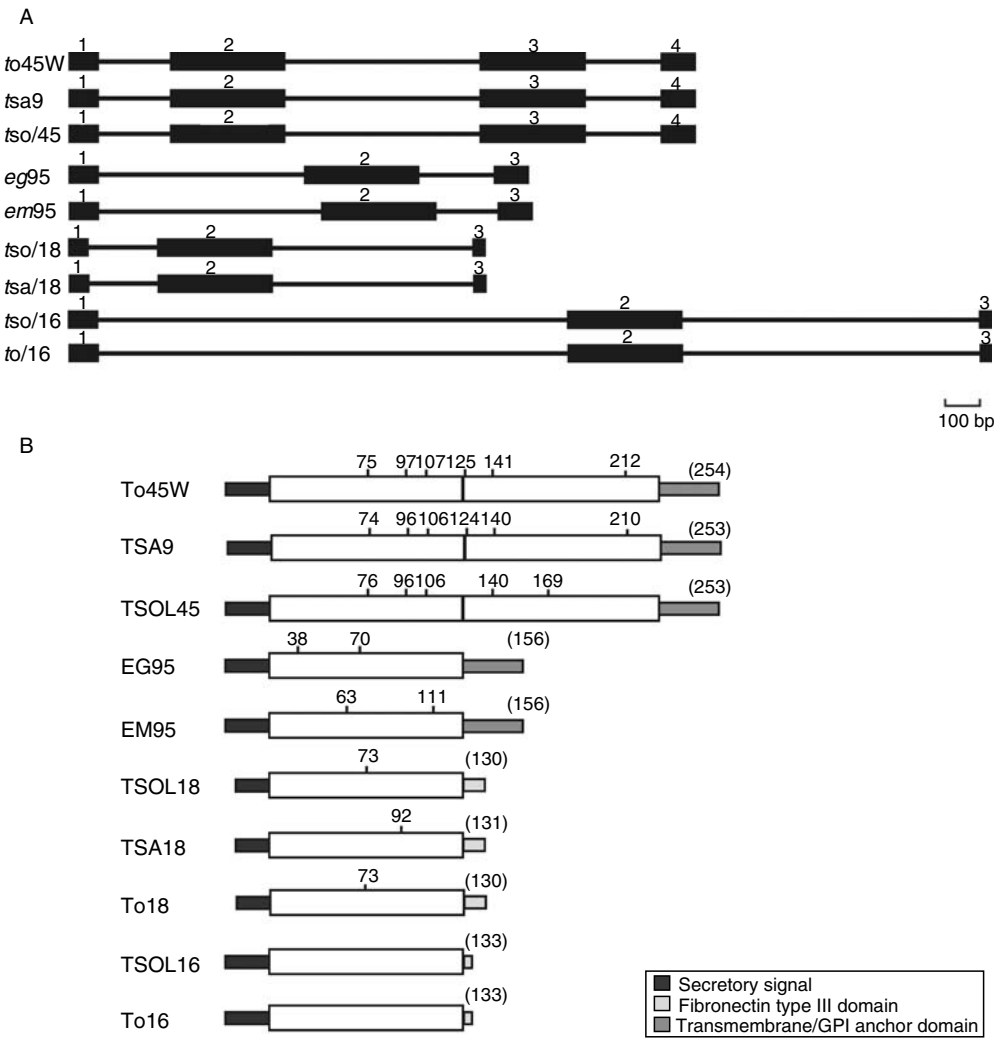 A
1 2 3 4
to45W
1 2 3 4
tsa9
1 2 3 4
tso/45
1 2 3
eg95
1 2 3
em95
1 2 3
tso/18
1 2 3
tsa/18
1 2 3
tso/16
1 2 3
to/16
100 bp
B
75 97 107 125 141 212 (254)
To45W
74 96 106 124 140 210 (253)
TSA9
76 96 106 140 169 (253)
TSOL45
38 70 (156)
EG95
63 111 (156)
EM95
73 (130)
TSOL18
92 (131)
TSA18
73 (130)
To18
(133)
TSOL16
(133)
To16
Secretory signal
Fibronectin type III domain
Transmembrane/GPI anchor domain